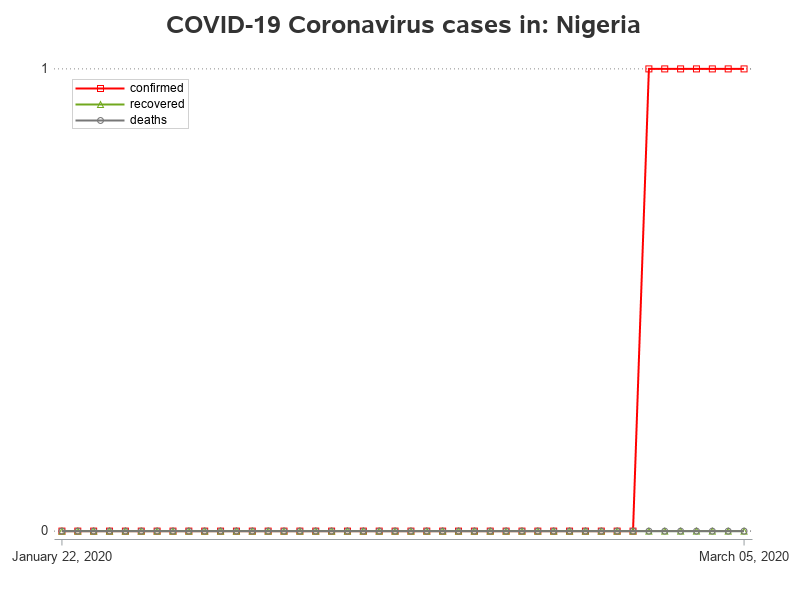 COVID-19 Coronavirus cases in: Nigeria
1
confirmed
recovered
deaths
0
January 22, 2020
March 05, 2020